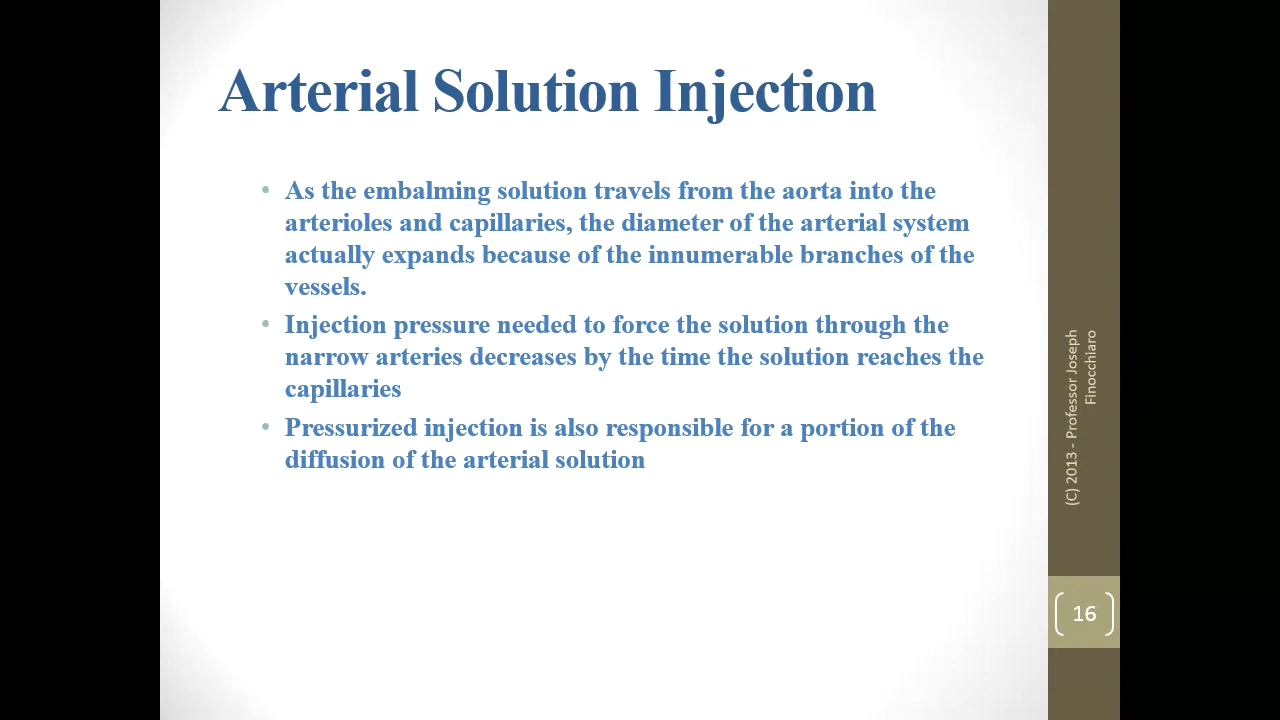 Arterial Solution Injection
• As the embalming solution travels from the aorta into the
arterioles and capillaries, the diameter of the arterial system
actually expands because of the innumerable branches of the
vessels.
• Injection pressure needed to force the solution through the
narrow arteries decreases by the time the solution reaches the
capillaries
• Pressurized injection is also responsible for a portion of the
diffusion of the arterial solution
(C) 2013 - Professor Joseph
Finocchiaro
16